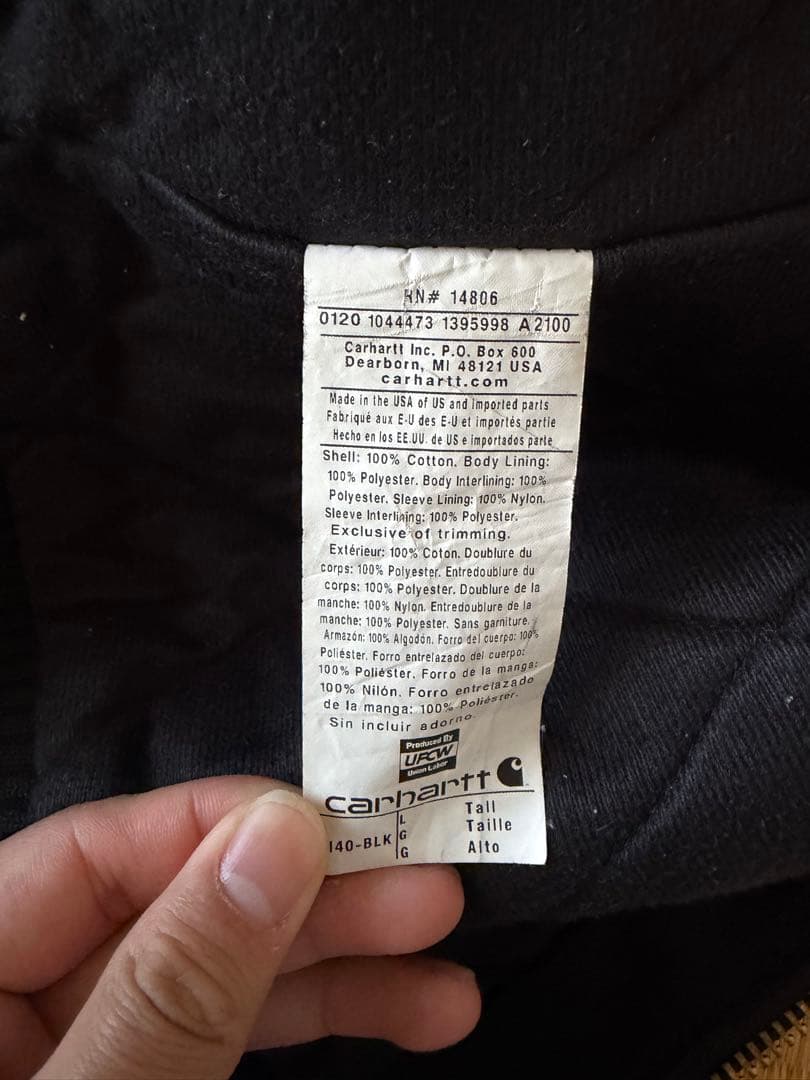 RN# 14806
0120 1044473 1395998 A 2100
Carhartt Inc. P.O. Box 600
Dearborn, MI 48121 USA
carhartt.com
Made in the USA of US and imported parts
Fabriqué aux E-U des E-U et importés partie
Hecho en los EE.UU. de US e importados parte
Shell: 100% Cotton. Body Lining:
100% Polyester. Body Interlining: 100%
Polyester. Sleeve Lining: 100% Nylon.
Sleeve Interlining: 100% Polyester.
Exclusive of trimming.
Extérieur: 100% Coton. Doublure du
corps: 100% Polyester. Entredoublure du
corps: 100% Polyester. Doublure de la
manche: 100% Nylon. Entredoublure de la
manche: 100% Polyester. Sans garniture.
Armazón: 100% Algodón. Forro del cuerpo: 100%
Poliéster. Forro entrelazado del cuerpo:
100% Poliéster. Forro de la manga:
100% Nilón. Forro entrelazado
de la manga: 100% Poliéster.
Sin incluir adorno.
Produced By
UFCW
Union Labor
carhartt
L Tall
G Taille
J140-BLK
G Alto